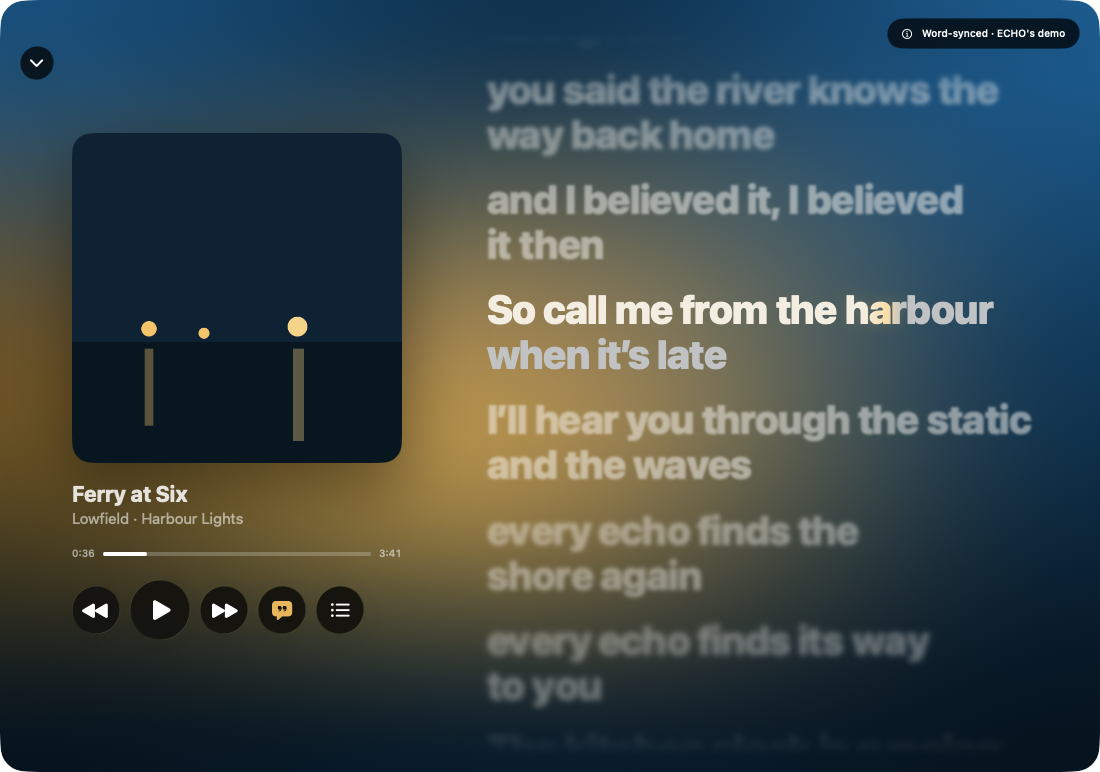 Word-synced · ECHO's demo
you said the river knows the
way back home
and I believed it, I believed
it then
So call me from the harbour
when it’s late
I’ll hear you through the static
and the waves
every echo finds the
shore again
every echo finds its way
to you
Ferry at Six
Lowfield · Harbour Lights
0:36
3:41